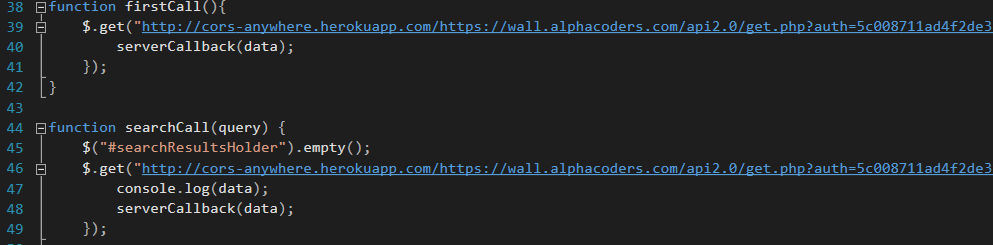 38 function firstCall(){
39 $.get("http://cors-anywhere.herokuapp.com/https://wall.alphacoders.com/api2.0/get.php?auth=5c008711ad4f2de3
40 serverCallback(data);
41 });
42 }
43
44 function searchCall(query) {
45 $("#searchResultsHolder").empty();
46 $.get("http://cors-anywhere.herokuapp.com/https://wall.alphacoders.com/api2.0/get.php?auth=5c008711ad4f2de3
47 console.log(data);
48 serverCallback(data);
49 });